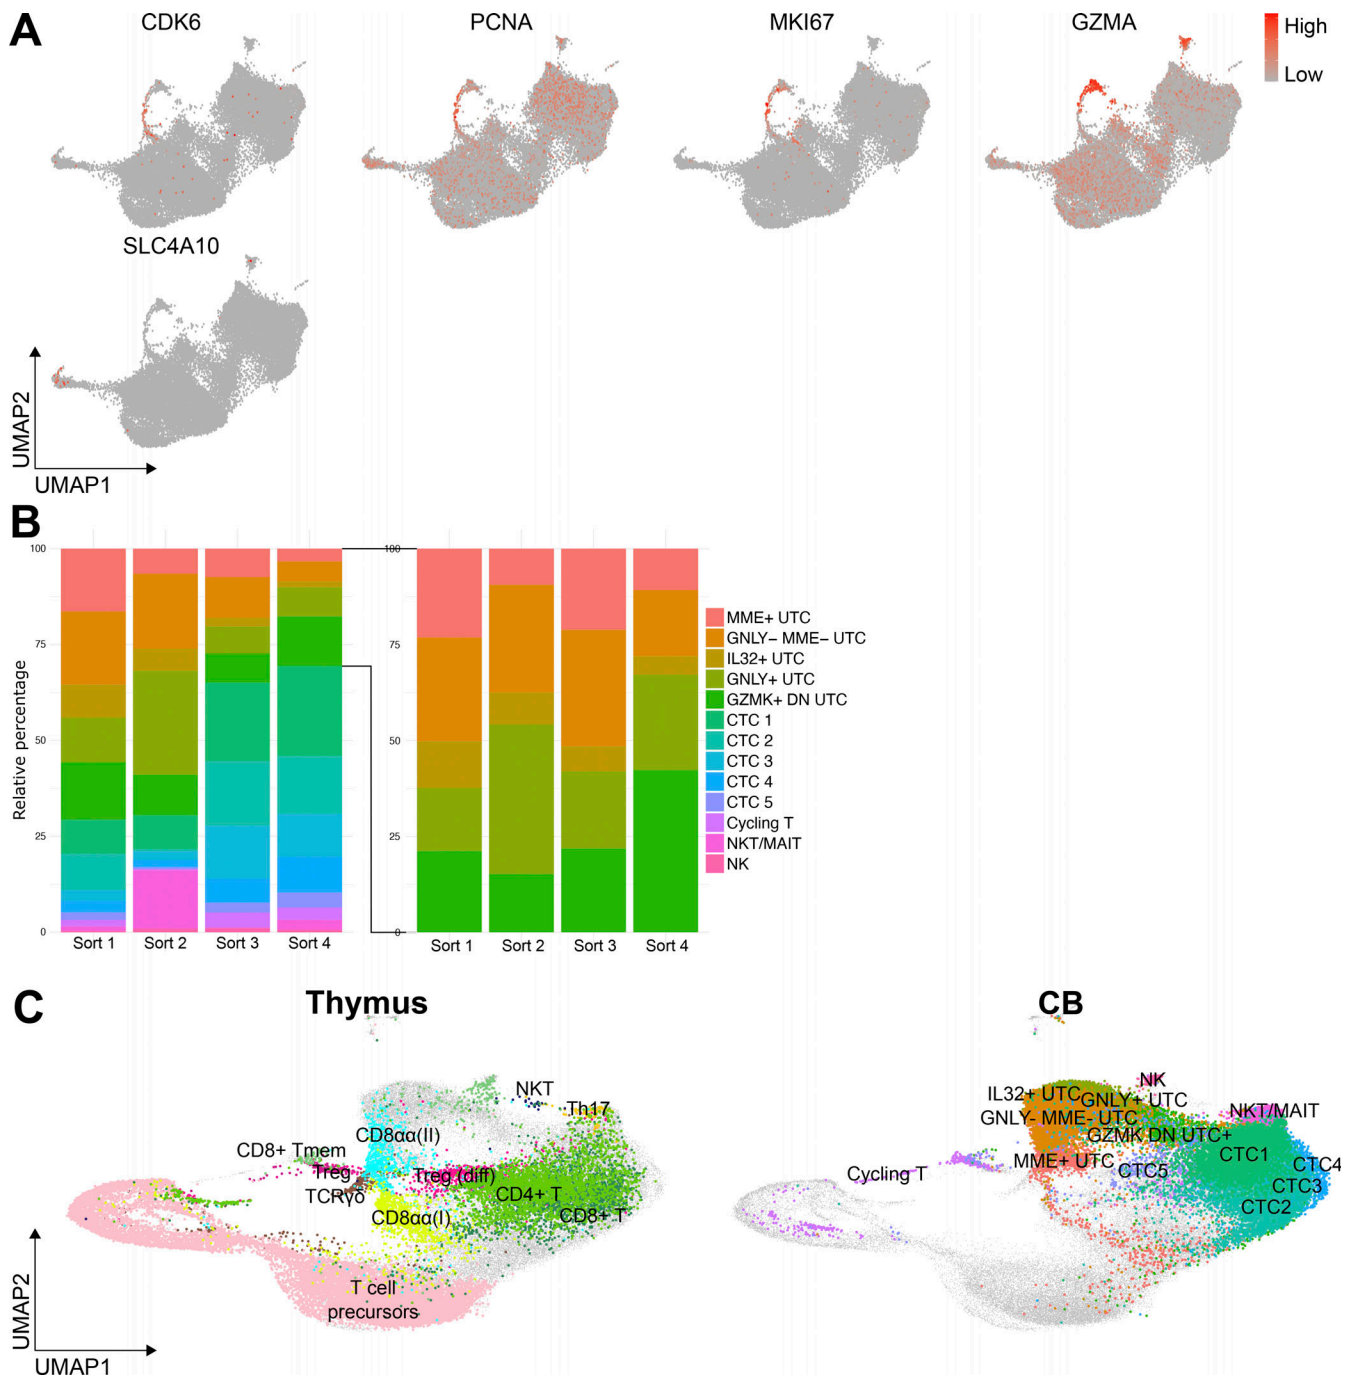 A
CDK6
PCNA
MKI67
GZMA
High
Low
SLC4A10
UMAP2
UMAP1
B
Relative percentage
100
75
50
25
0
Sort 1
Sort 2
Sort 3
Sort 4
100
75
50
25
0
Sort 1
Sort 2
Sort 3
Sort 4
MME+ UTC
GNLY− MME− UTC
IL32+ UTC
GNLY+ UTC
GZMK+ DN UTC
CTC 1
CTC 2
CTC 3
CTC 4
CTC 5
Cycling T
NKT/MAIT
NK
C
Thymus
NKT
Th17
CD8αα(II)
CD8+ Tmem
Treg
Treg (diff)
TCRγδ
CD4+ T
CD8αα(I)
CD8+ T
T cell
precursors
UMAP2
UMAP1
CB
NK
IL32+ UTC
GNLY+ UTC
NKT/MAIT
GNLY- MME- UTC
GZMK DN UTC+
MME+ UTC
CTC1
CTC4
Cycling T
CTC5
CTC3
CTC2